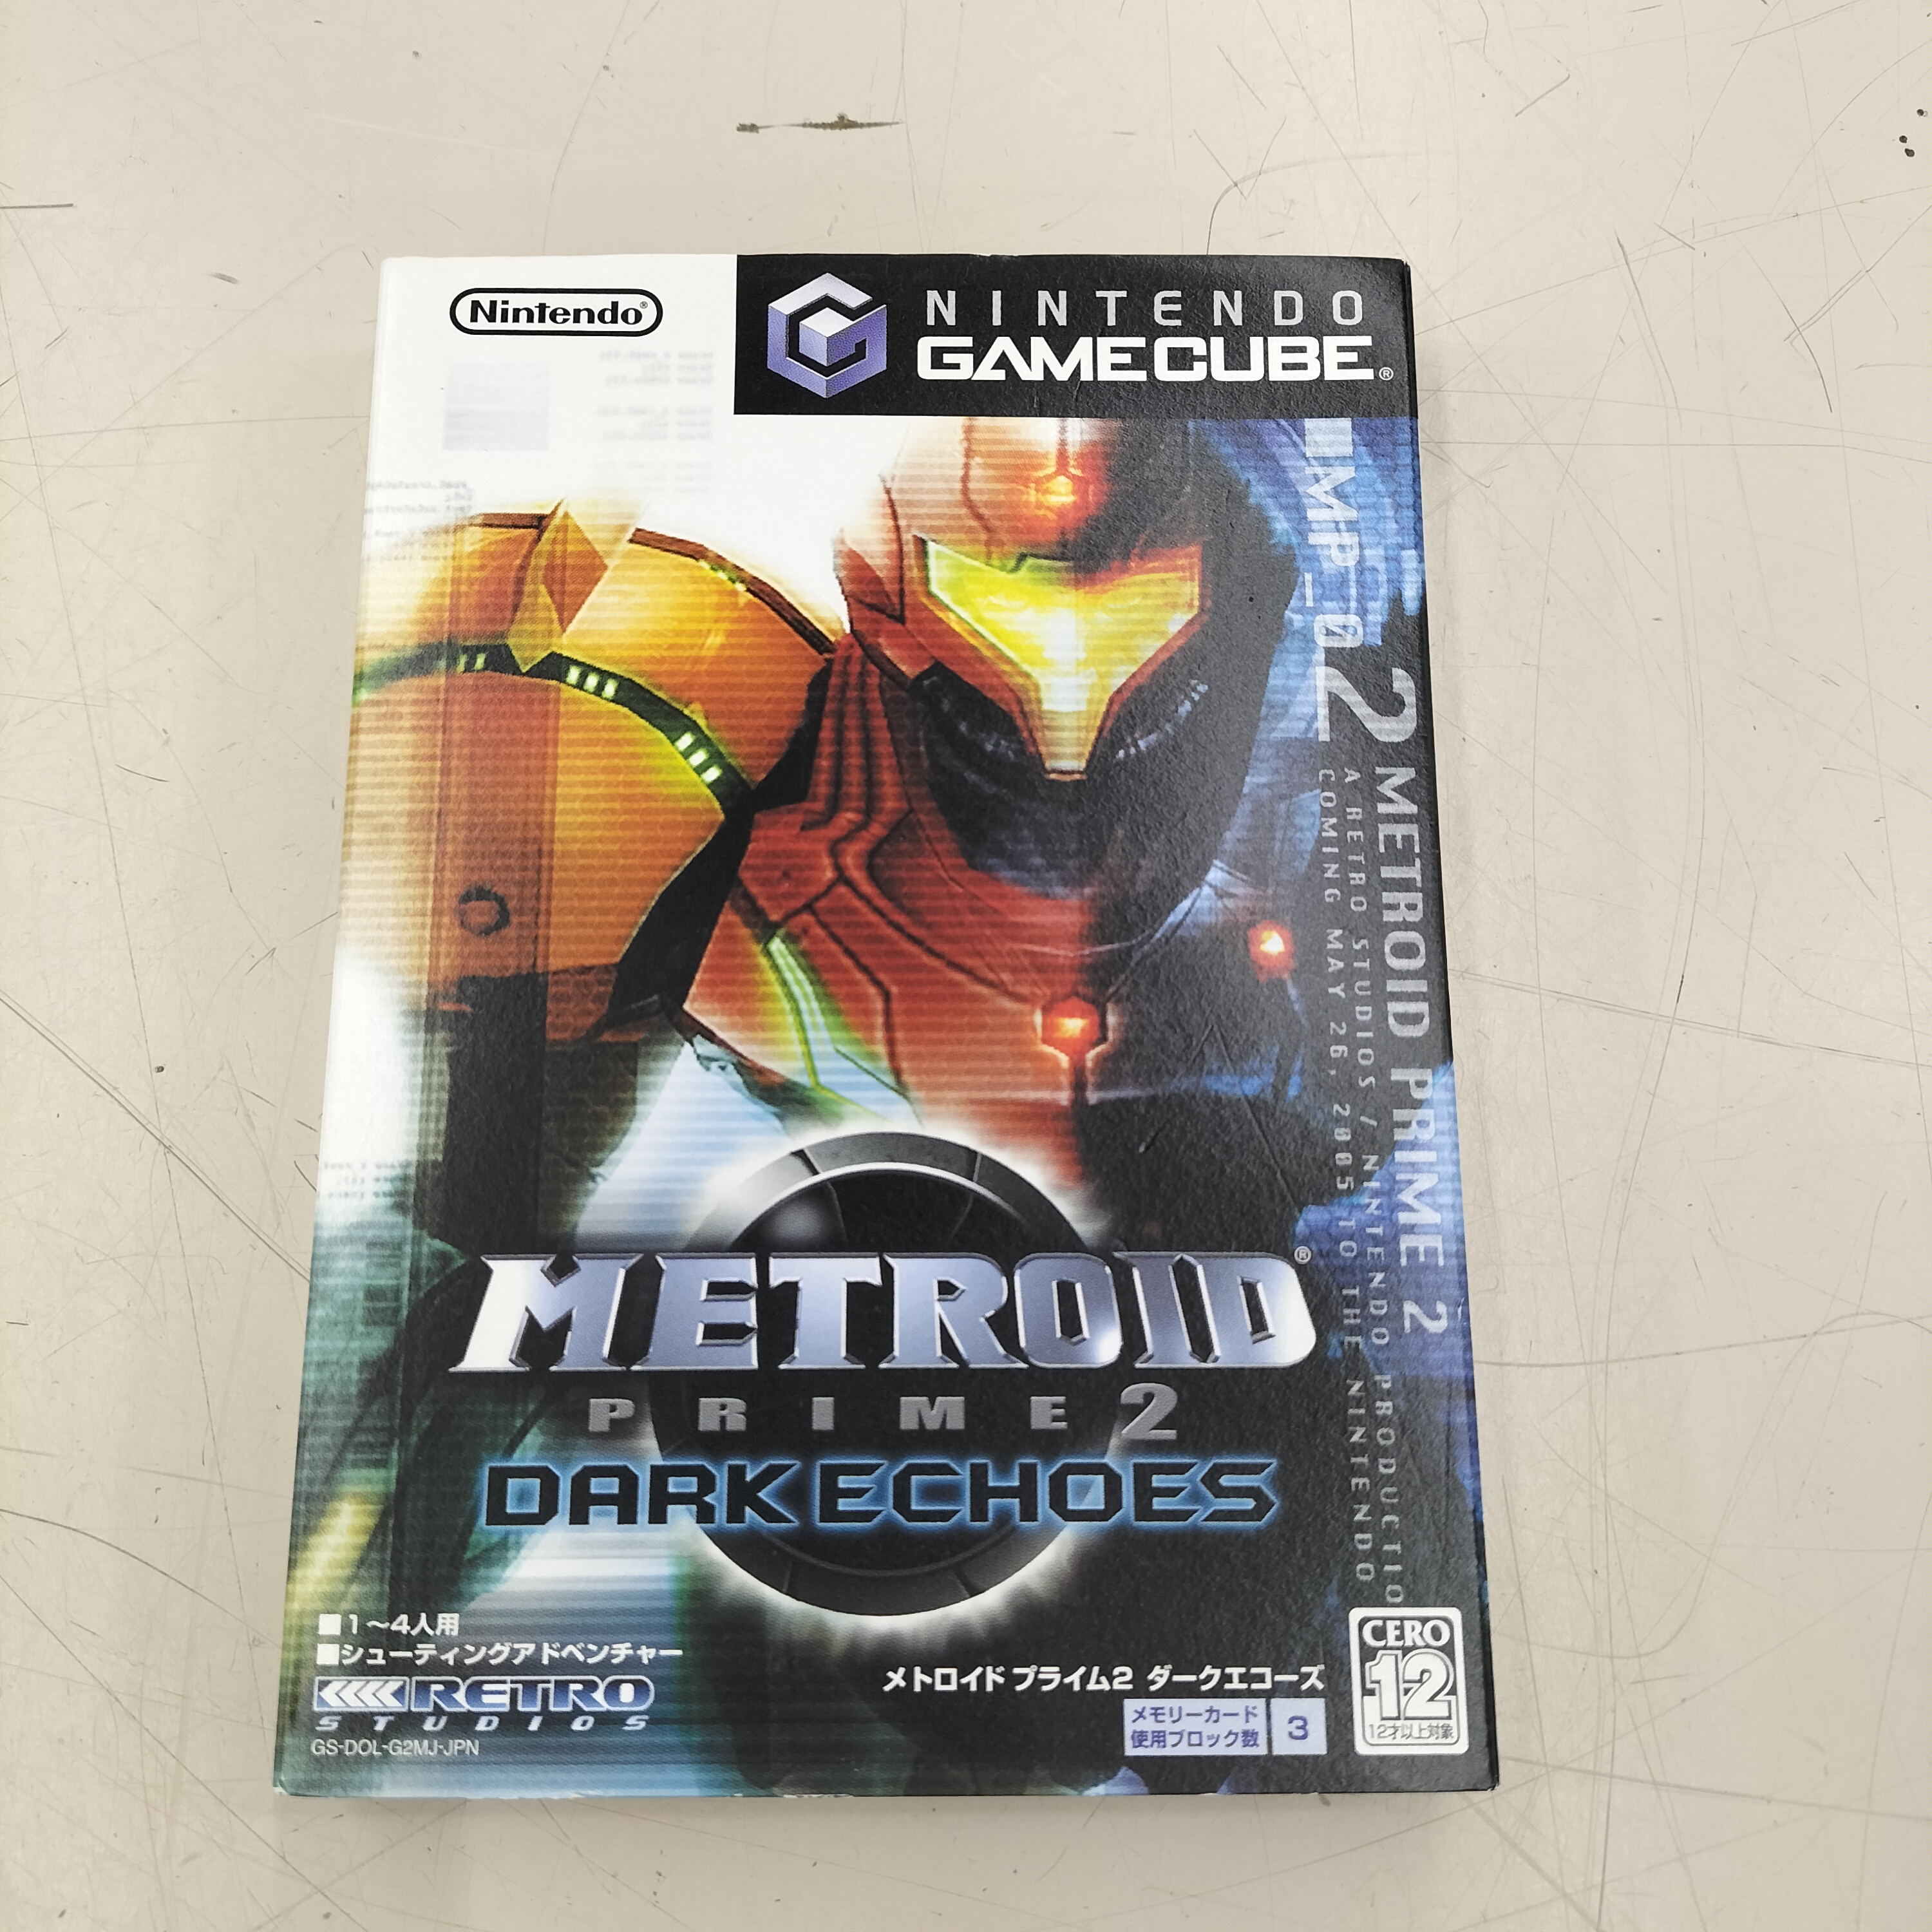 Nintendo®
NINTENDO
GAMECUBE®
MP_02
2 METROID PRIME 2
A RETRO STUDIOS / NINTENDO PRODUCTIO
COMING MAY 26, 2005 TO THE NINTENDO
METROID®
PRIME 2
DARK ECHOES
■1〜4人用
■シューティングアドベンチャー
RETRO
STUDIOS
GS-DOL-G2MJ-JPN
メトロイド プライム2 ダークエコーズ
メモリーカード
使用ブロック数 3
CERO
12
12才以上対象